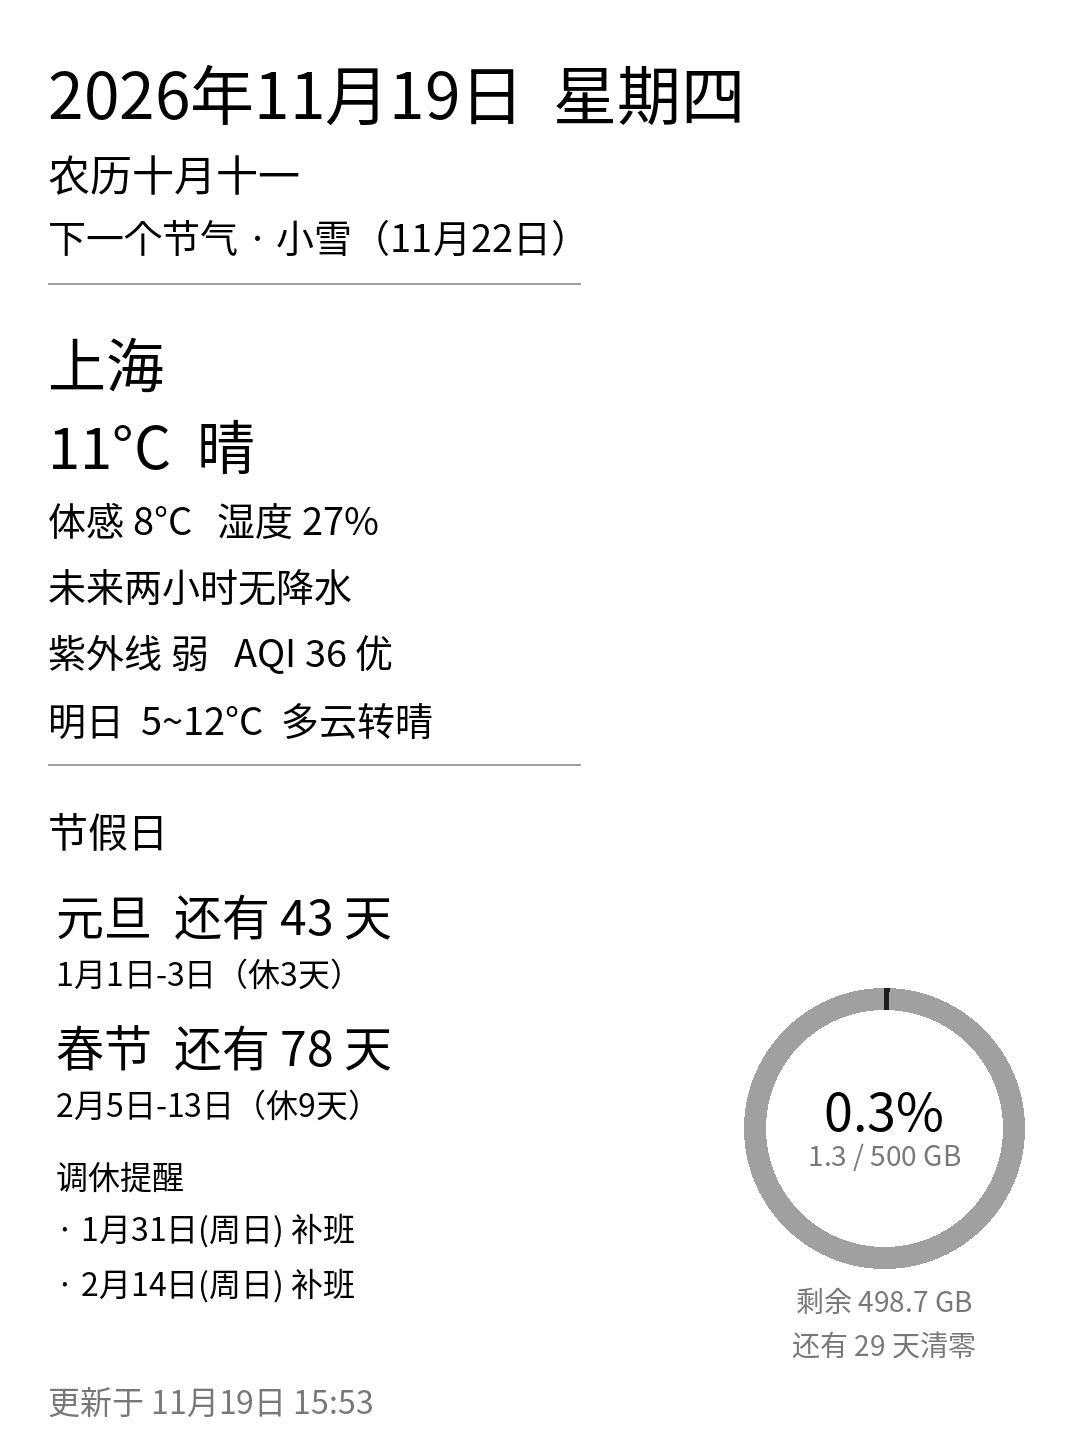 2026年11月19日 星期四
农历十月十一
下一个节气 · 小雪（11月22日）
上海
11°C 晴
体感 8°C 湿度 27%
未来两小时无降水
紫外线 弱 AQI 36 优
明日 5~12°C 多云转晴
节假日
元旦 还有 43 天
1月1日-3日（休3天）
春节 还有 78 天
2月5日-13日（休9天）
调休提醒
· 1月31日(周日) 补班
· 2月14日(周日) 补班
0.3%
1.3 / 500 GB
剩余 498.7 GB
还有 29 天清零
更新于 11月19日 15:53